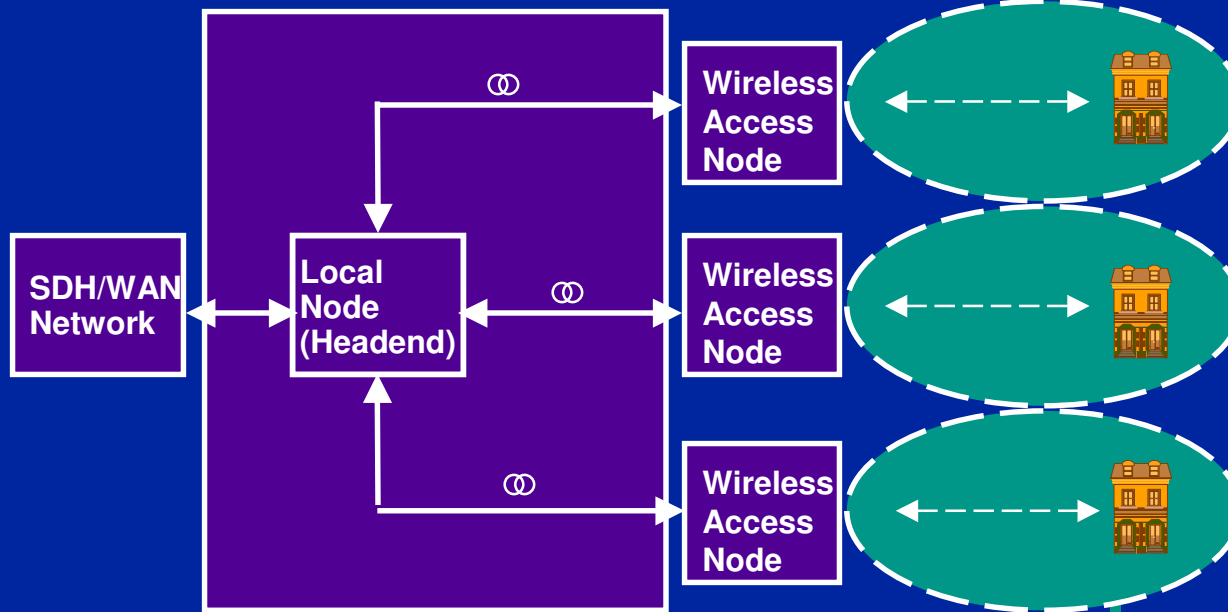 Wireless
Access
Node
SDH/WAN
Network
Local
Node
(Headend)
Wireless
Access
Node
Wireless
Access
Node